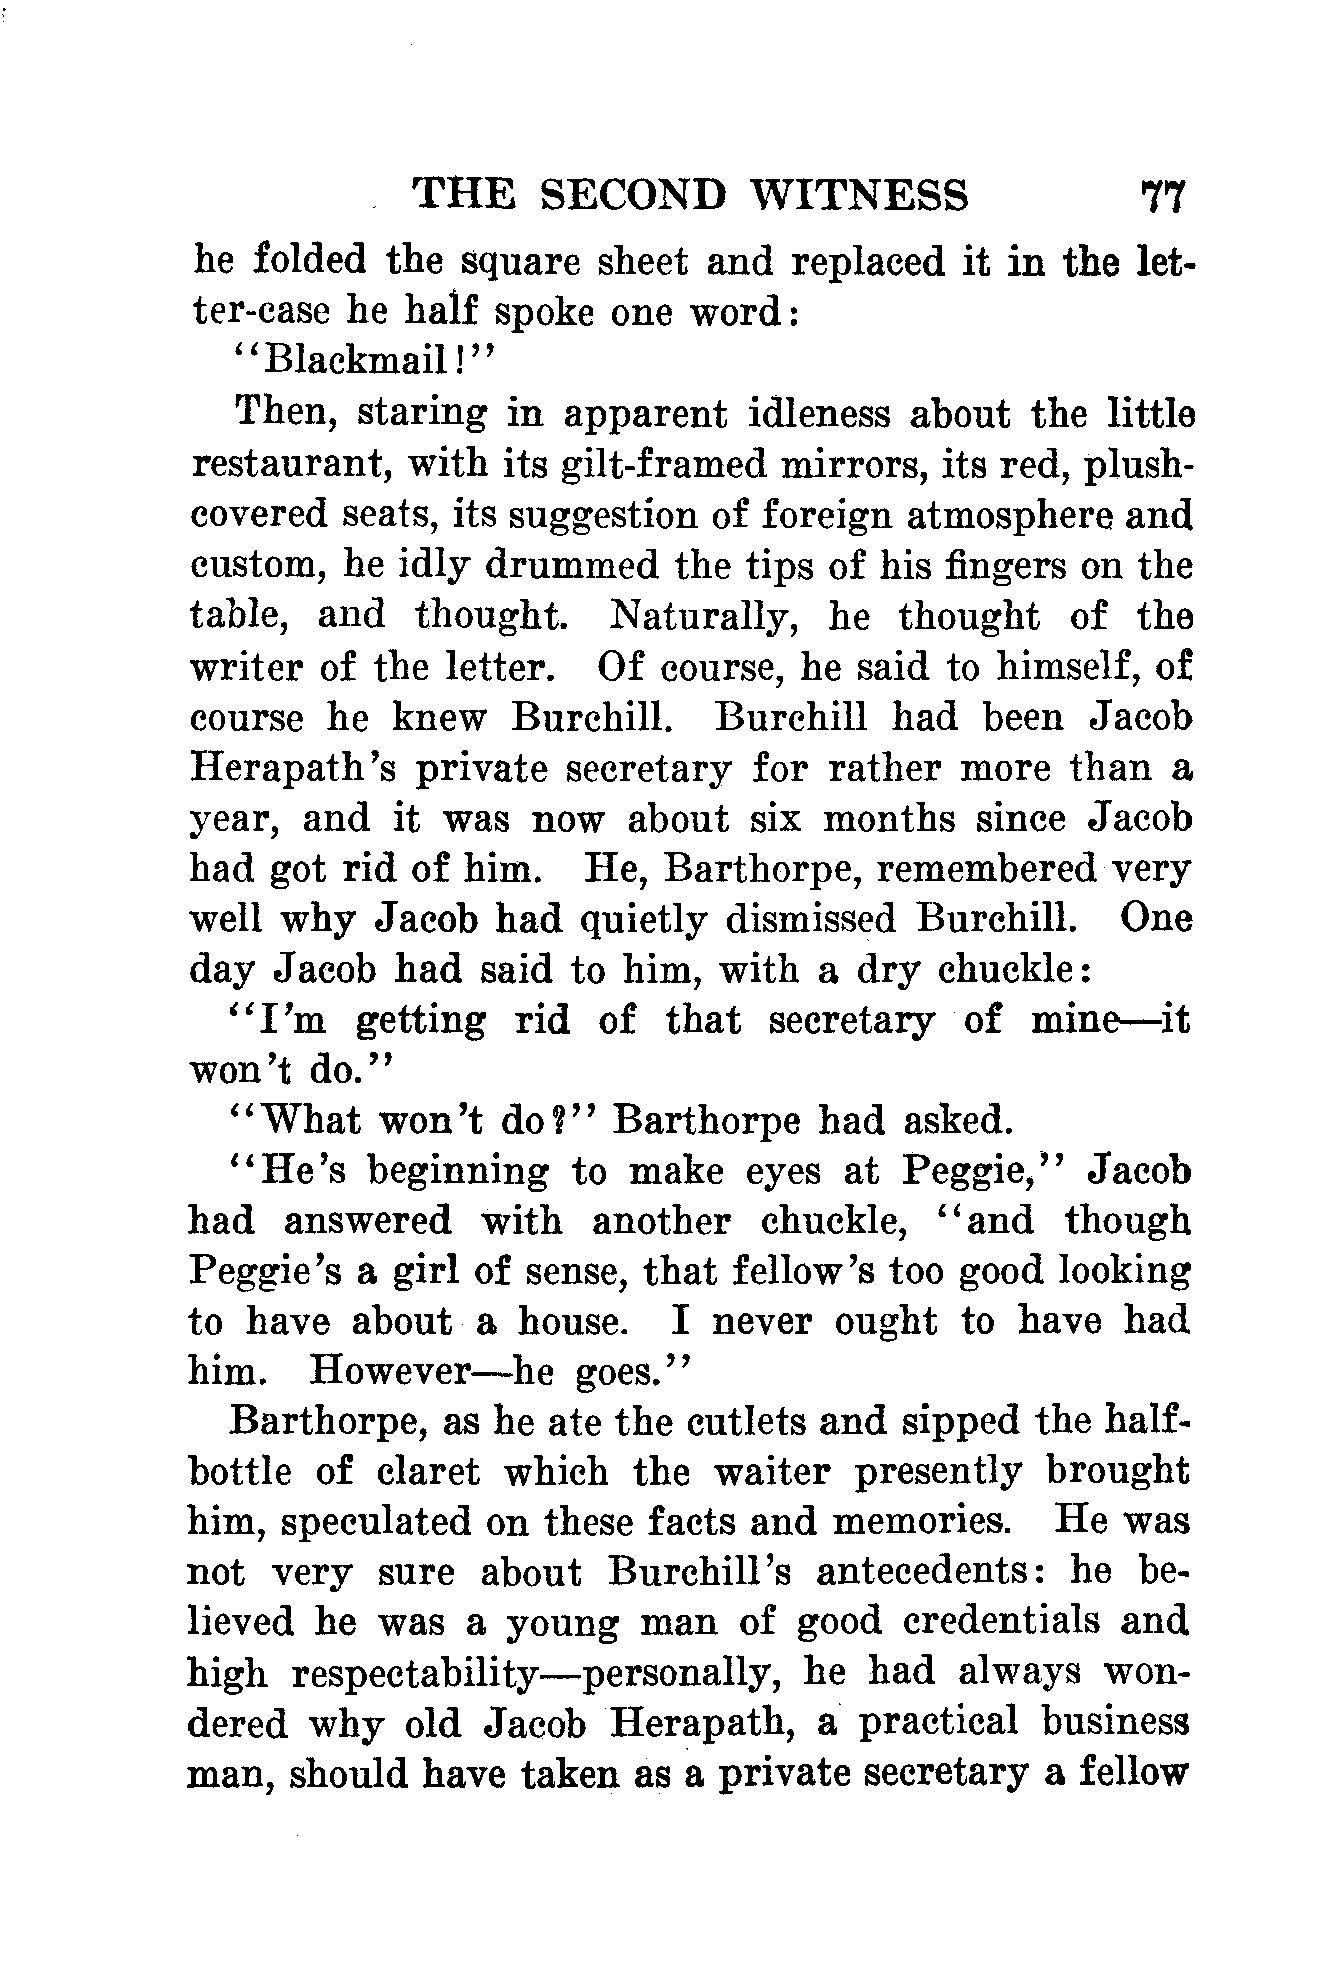 THE SECOND WITNESS 77
he folded the square sheet and replaced it in the let-
ter-case he half spoke one word:
"Blackmail!"
Then, staring in apparent idleness about the little
restaurant, with its gilt-framed mirrors, its red, plush-
covered seats, its suggestion of foreign atmosphere and
custom, he idly drummed the tips of his fingers on the
table, and thought. Naturally, he thought of the
writer of the letter. Of course, he said to himself, of
course he knew Burchill. Burchill had been Jacob
Herapath's private secretary for rather more than a
year, and it was now about six months since Jacob
had got rid of him. He, Barthorpe, remembered very
well why Jacob had quietly dismissed Burchill. One
day Jacob had said to him, with a dry chuckle:
"I'm getting rid of that secretary of mine—it
won't do."
"What won't do?" Barthorpe had asked.
"He's beginning to make eyes at Peggie," Jacob
had answered with another chuckle, "and though
Peggie's a girl of sense, that fellow's too good looking
to have about a house. I never ought to have had
him. However—he goes."
Barthorpe, as he ate the cutlets and sipped the half-
bottle of claret which the waiter presently brought
him, speculated on these facts and memories. He was
not very sure about Burchill's antecedents: he be-
lieved he was a young man of good credentials and
high respectability—personally, he had always won-
dered why old Jacob Herapath, a practical business
man, should have taken as a private secretary a fellow